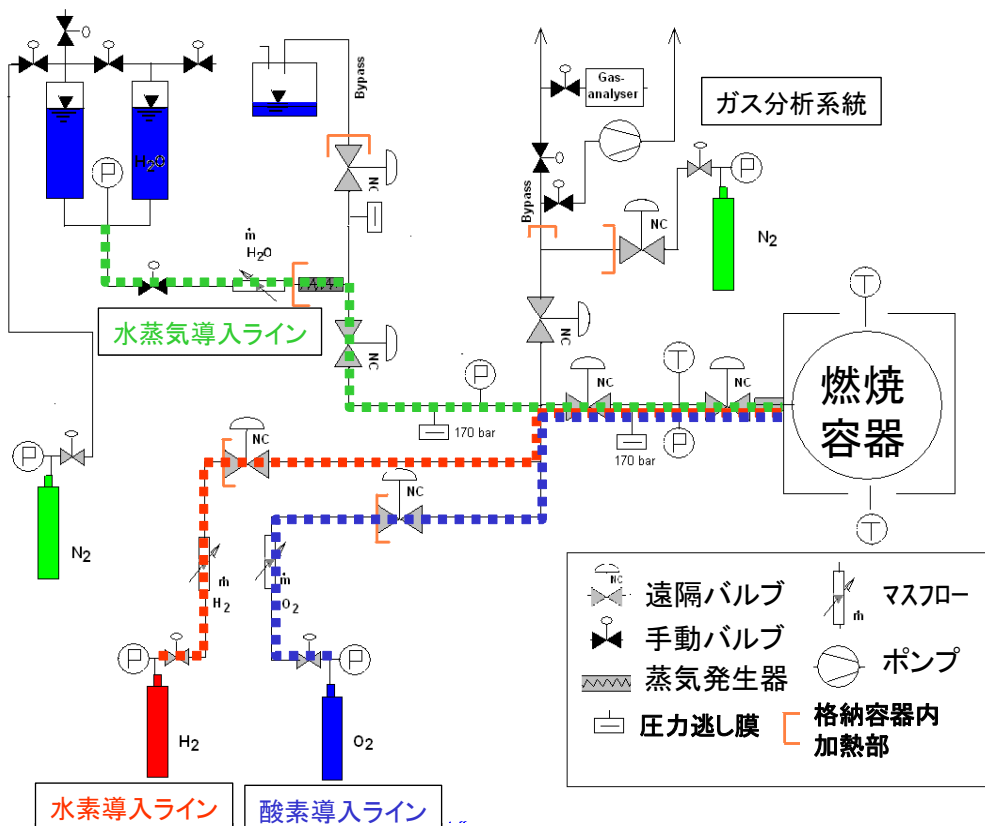 Bypass
Gas-
analyser
ガス分析系統
H₂O
NC
Bypass
NC
N₂
ṁ
H₂O
T
水蒸気導入ライン
NC
NC
P
NC
T
NC
燃焼
容器
170 bar
P
170 bar
NC
NC
P
T
N₂
ṁ
H₂
ṁ
O₂
NC
遠隔バルブ
ṁ
マスフロー
手動バルブ
ポンプ
蒸気発生器
圧力逃し膜
格納容器内
加熱部
P
H₂
P
O₂
水素導入ライン
酸素導入ライン